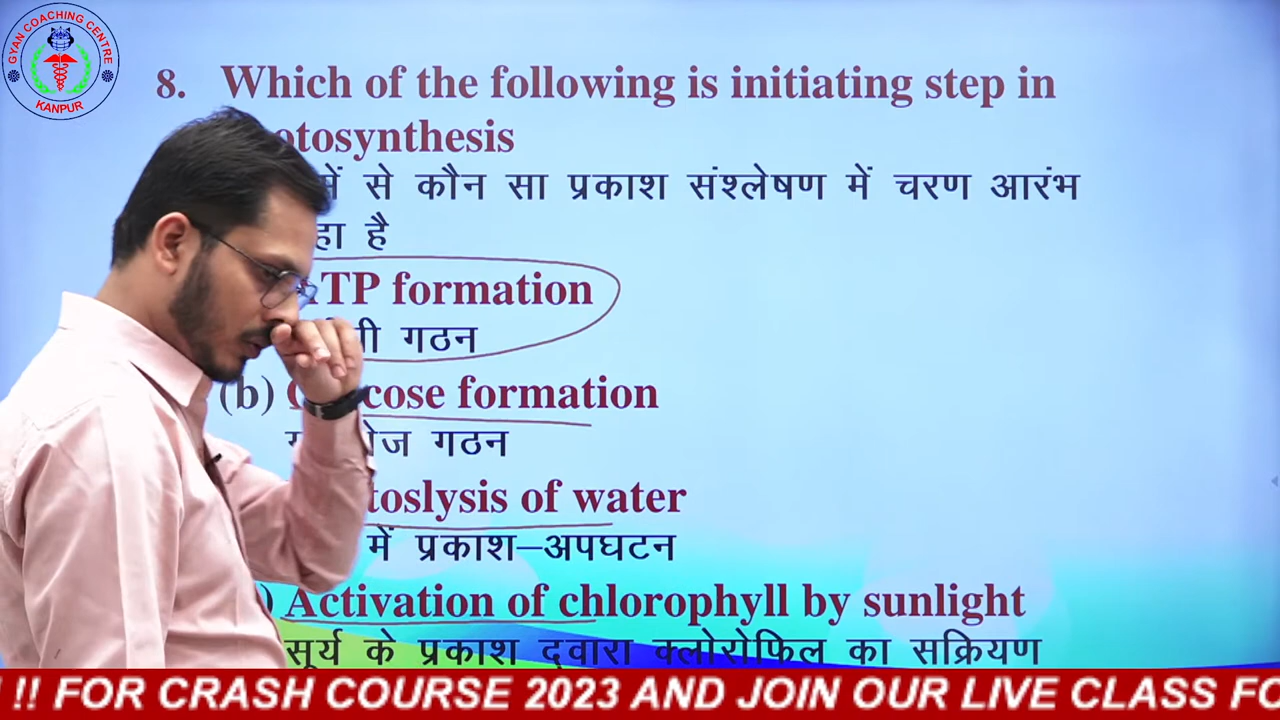 GYAN COACHING CENTRE
KANPUR
8. Which of the following is initiating step in
otosynthesis
में से कौन सा प्रकाश संश्लेषण में चरण आरंभ
हा है
TP formation
गठन
(b) cose formation
गठन
toslysis of water
में प्रकाश–अपघटन
) Activation of chlorophyll by sunlight
सूर्य के प्रकाश द्वारा क्लोरोफिल का सक्रियण
!! FOR CRASH COURSE 2023 AND JOIN OUR LIVE CLASS FO